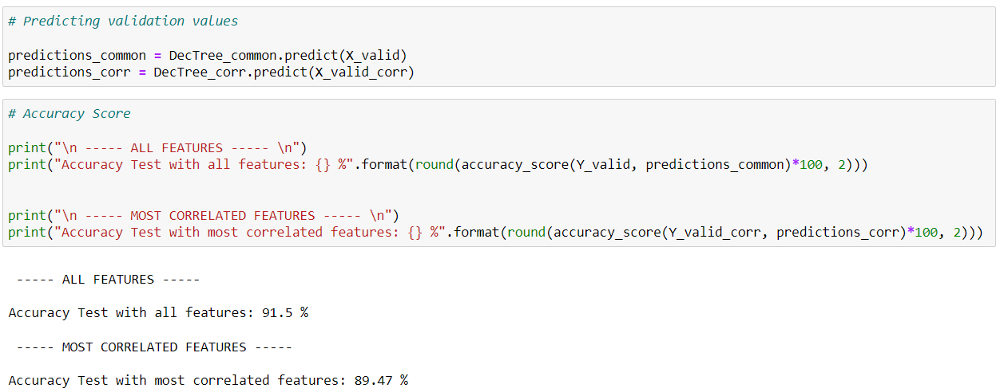 # Predicting validation values
predictions_common = DecTree_common.predict(X_valid)
predictions_corr = DecTree_corr.predict(X_valid_corr)
# Accuracy Score
print("\n ----- ALL FEATURES ----- \n")
print("Accuracy Test with all features: {} %".format(round(accuracy_score(Y_valid, predictions_common)*100, 2)))
print("\n ----- MOST CORRELATED FEATURES ----- \n")
print("Accuracy Test with most correlated features: {} %".format(round(accuracy_score(Y_valid_corr, predictions_corr)*100, 2)))
----- ALL FEATURES -----
Accuracy Test with all features: 91.5 %
----- MOST CORRELATED FEATURES -----
Accuracy Test with most correlated features: 89.47 %